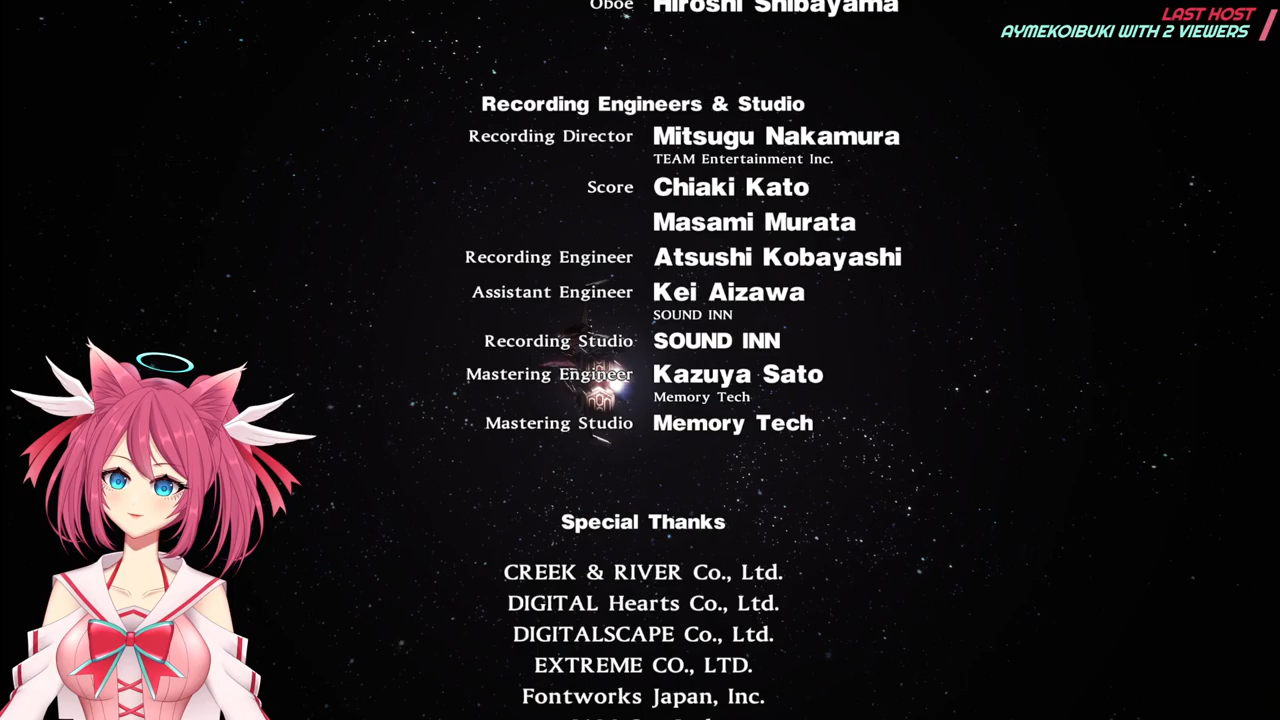 LAST HOST
AYMEKOIBUKI WITH 2 VIEWERS
Oboe Hiroshi Shibayama
Recording Engineers & Studio
Recording Director Mitsugu Nakamura
TEAM Entertainment Inc.
Score Chiaki Kato
Masami Murata
Recording Engineer Atsushi Kobayashi
Assistant Engineer Kei Aizawa
SOUND INN
Recording Studio SOUND INN
Mastering Engineer Kazuya Sato
Memory Tech
Mastering Studio Memory Tech
Special Thanks
CREEK & RIVER Co., Ltd.
DIGITAL Hearts Co., Ltd.
DIGITALSCAPE Co., Ltd.
EXTREME CO., LTD.
Fontworks Japan, Inc.